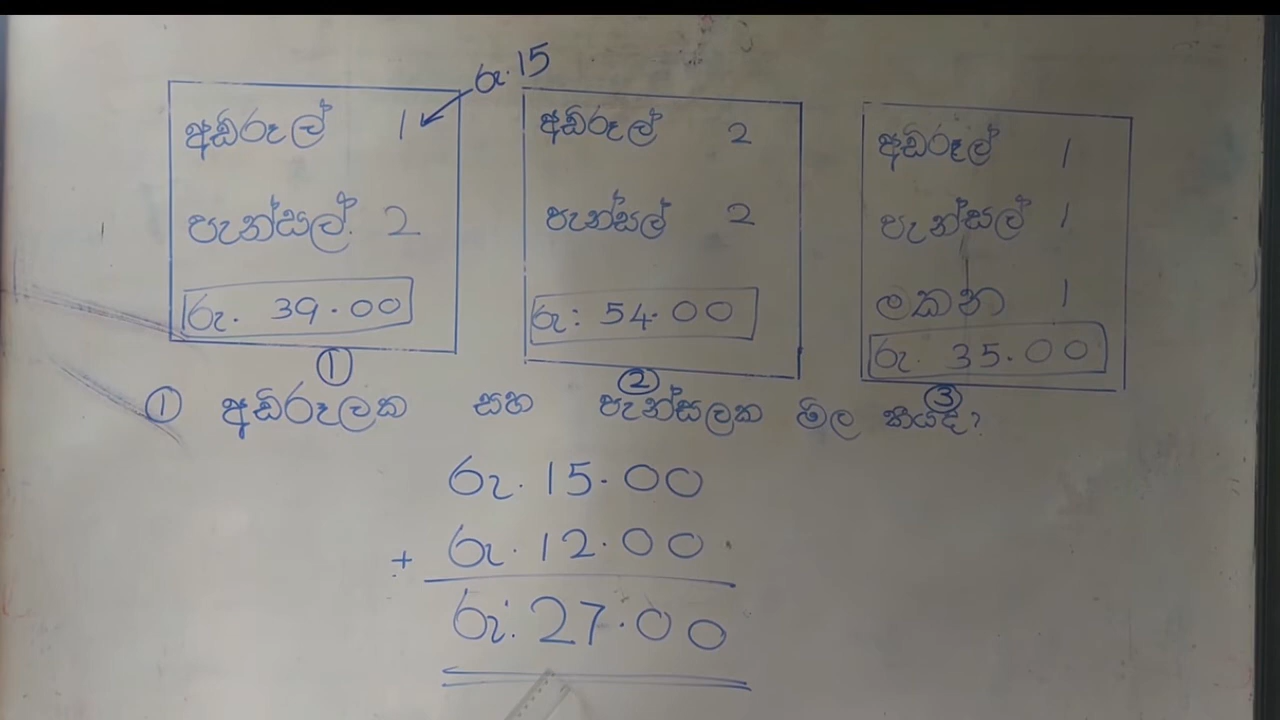 රු. 15
අඩිරූල් 1
පැන්සල් 2
රු. 39.00
1
අඩිරූල් 2
පැන්සල් 2
රු: 54.00
2
අඩිරූල් 1
පැන්සල් 1
ලකන 1
රු. 35.00
3
1 අඩිරූලක සහ පැන්සලක මිල කීයද?
රු. 15.00
+ රු. 12.00
රු. 27.00